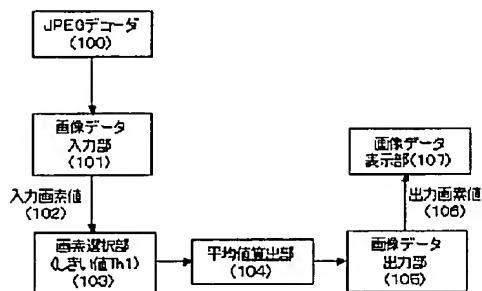 JPEGデコーダ
(100)
画像データ
入力部
(101)
入力画素値
(102)
画素選択部
(しきい値Th1)
(103)
平均値算出部
(104)
画像データ
出力部
(105)
出力画素値
(106)
画像データ
表示部(107)